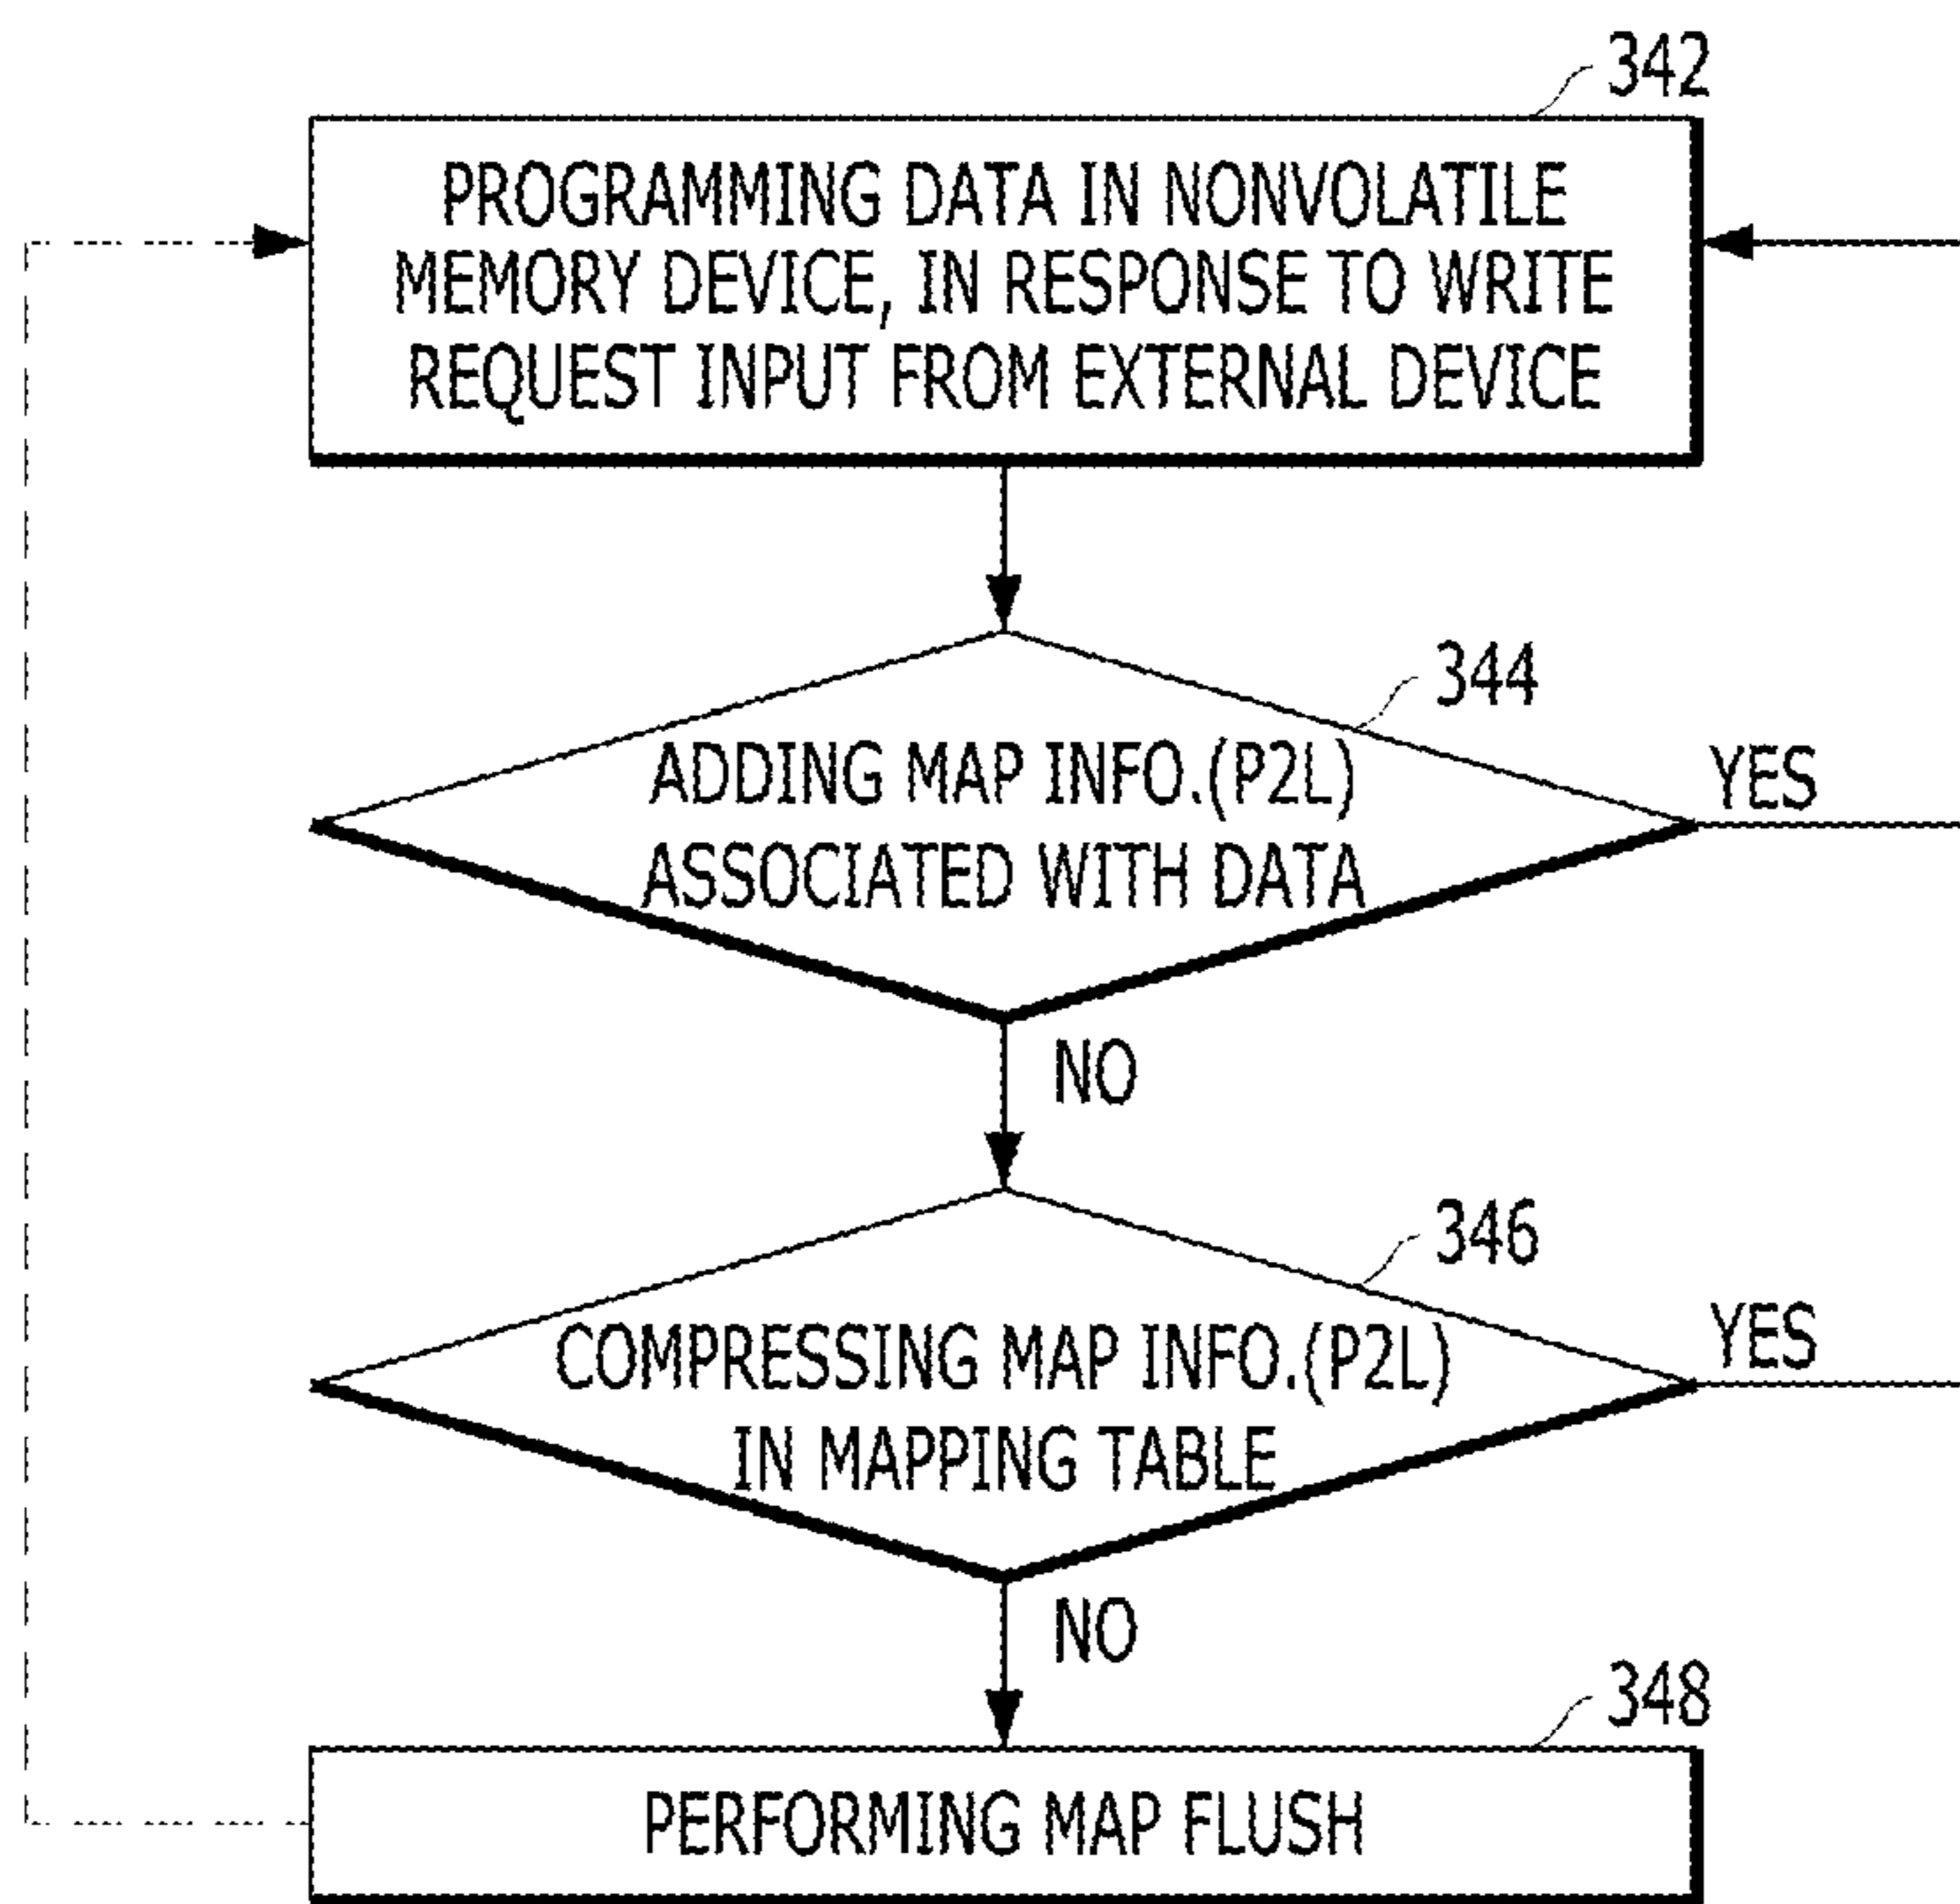 342
PROGRAMMING DATA IN NONVOLATILE
MEMORY DEVICE, IN RESPONSE TO WRITE
REQUEST INPUT FROM EXTERNAL DEVICE
344
ADDING MAP INFO.(P2L)
ASSOCIATED WITH DATA
YES
NO
346
COMPRESSING MAP INFO.(P2L)
IN MAPPING TABLE
YES
NO
348
PERFORMING MAP FLUSH